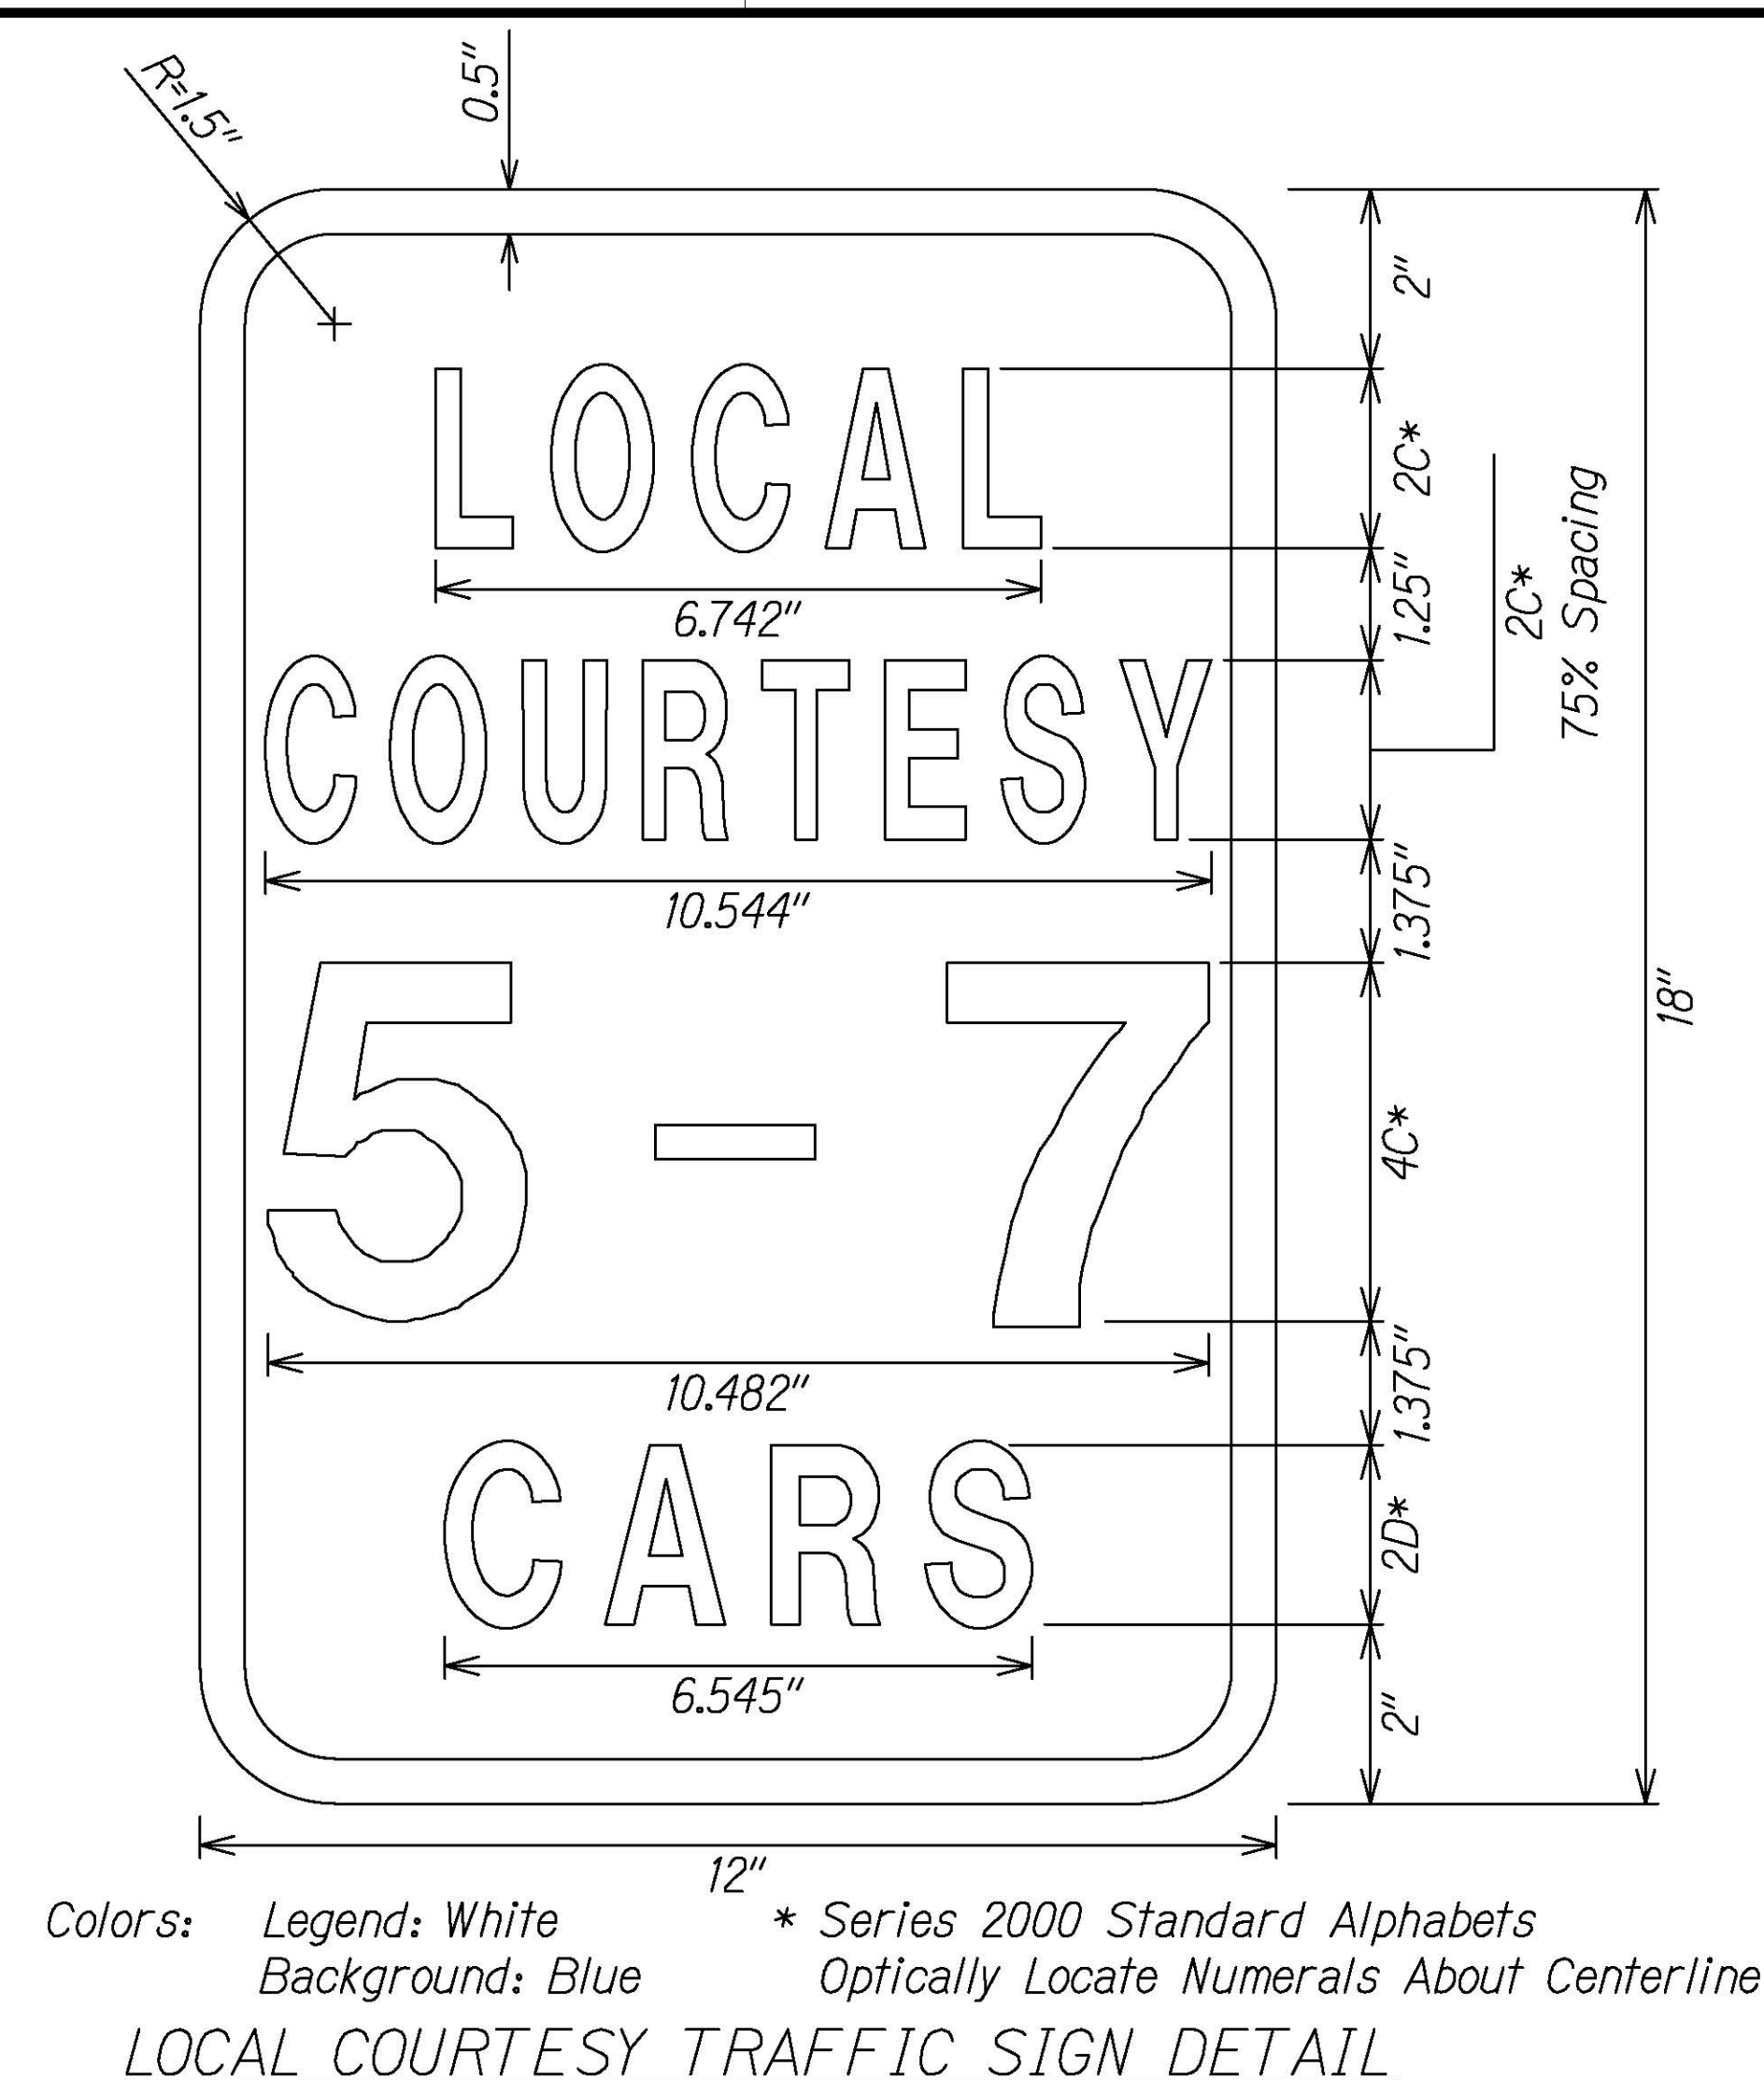 R=1.5"
0.5"
2"
LOCAL
2C*
6.742"
1.25"
COURTESY
2C*
75% Spacing
10.544"
1.375"
5 - 7
4C*
18"
10.482"
1.375"
CARS
2D*
6.545"
2"
12"
Colors: Legend: White
Background: Blue
* Series 2000 Standard Alphabets
Optically Locate Numerals About Centerline
LOCAL COURTESY TRAFFIC SIGN DETAIL